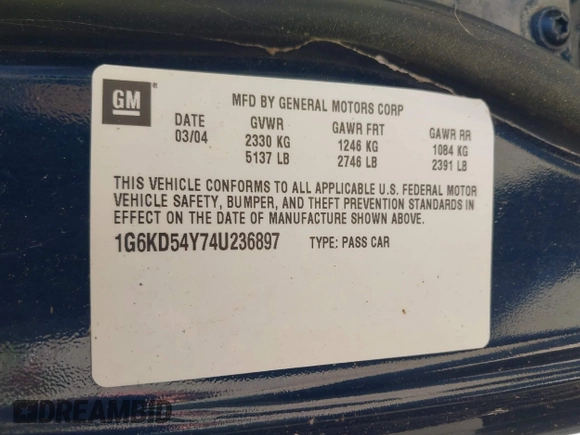 GM
MFD BY GENERAL MOTORS CORP
DATE GVWR GAWR FRT GAWR RR
03/04 2330 KG 1246 KG 1084 KG
5137 LB 2746 LB 2391 LB
THIS VEHICLE CONFORMS TO ALL APPLICABLE U.S. FEDERAL MOTOR
VEHICLE SAFETY, BUMPER, AND THEFT PREVENTION STANDARDS IN
EFFECT ON THE DATE OF MANUFACTURE SHOWN ABOVE.
1G6KD54Y74U236897 TYPE: PASS CAR
DREAMBID